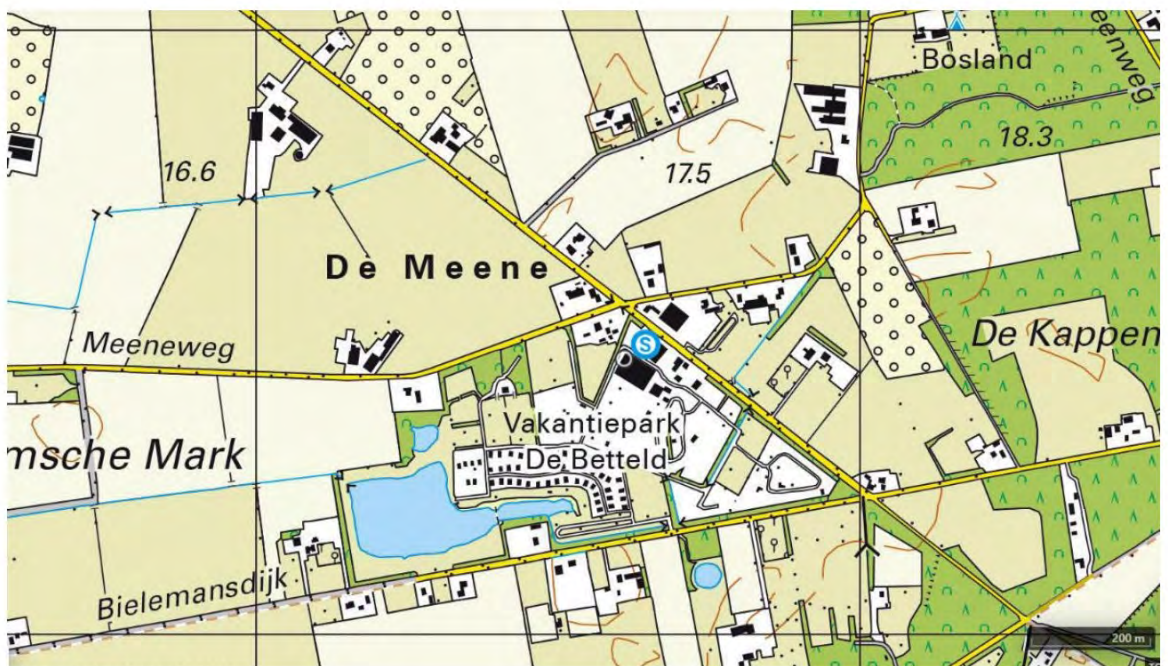 Bosland
eenweg
16.6
17.5
18.3
De Meene
S
Meeneweg
De Kappen
Vakantiepark
De Betteld
msche Mark
Bielemansdijk
200 m